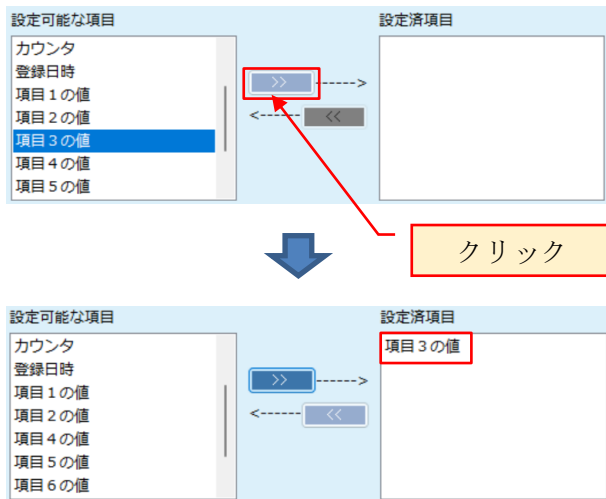 設定可能な項目
設定済項目
カウンタ
登録日時
項目１の値
項目２の値
項目３の値
項目４の値
項目５の値
>> ------>
<------ <<
クリック
設定可能な項目
設定済項目
カウンタ
登録日時
項目１の値
項目２の値
項目４の値
項目５の値
項目６の値
>> ------>
<------ <<
項目３の値